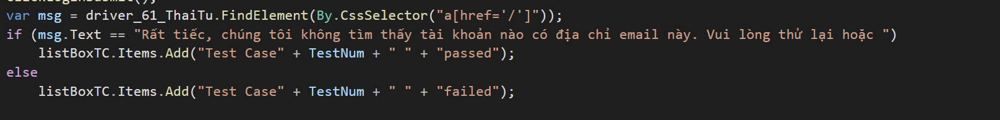 var msg = driver_61_ThaiTu.FindElement(By.CssSelector("a[href='/']"));
if (msg.Text == "Rất tiếc, chúng tôi không tìm thấy tài khoản nào có địa chỉ email này. Vui lòng thử lại hoặc ")
listBoxTC.Items.Add("Test Case" + TestNum + " " + "passed");
else
listBoxTC.Items.Add("Test Case" + TestNum + " " + "failed");